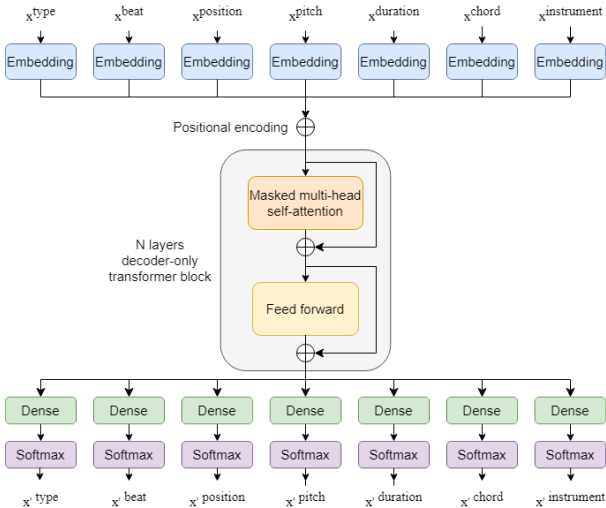 x^type x^beat x^position x^pitch x^duration x^chord x^instrument
Embedding Embedding Embedding Embedding Embedding Embedding Embedding
Positional encoding
Masked multi-head
self-attention
N layers
decoder-only
transformer block
Feed forward
Dense Dense Dense Dense Dense Dense Dense
Softmax Softmax Softmax Softmax Softmax Softmax Softmax
x' type x' beat x' position x' pitch x' duration x' chord x' instrument